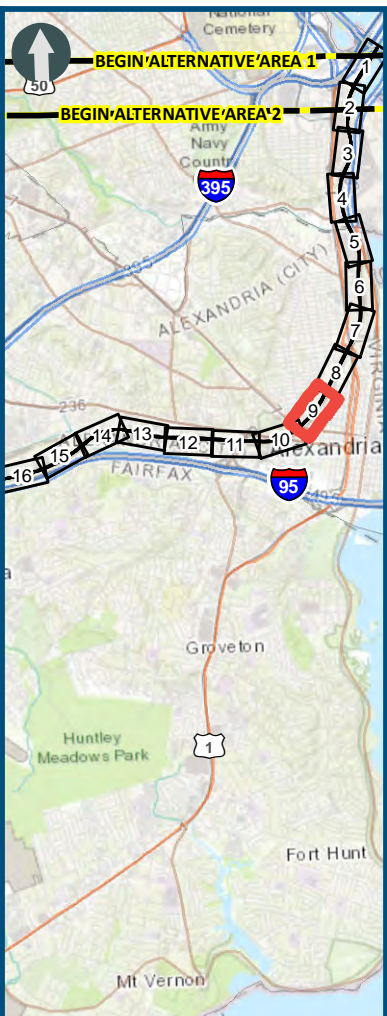 National
Cemetery
BEGIN ALTERNATIVE AREA 1
1
50
BEGIN ALTERNATIVE AREA 2
2
Army
Navy
Country
3
395
4
5
395
ALEXANDRIA (CITY)
6
VIRGINIA
7
8
236
9
14
13
12
11
10
Alexandria
15
FAIRFAX
16
95
495
Groveton
Huntley
Meadows Park
1
Fort Hunt
Mt Vernon